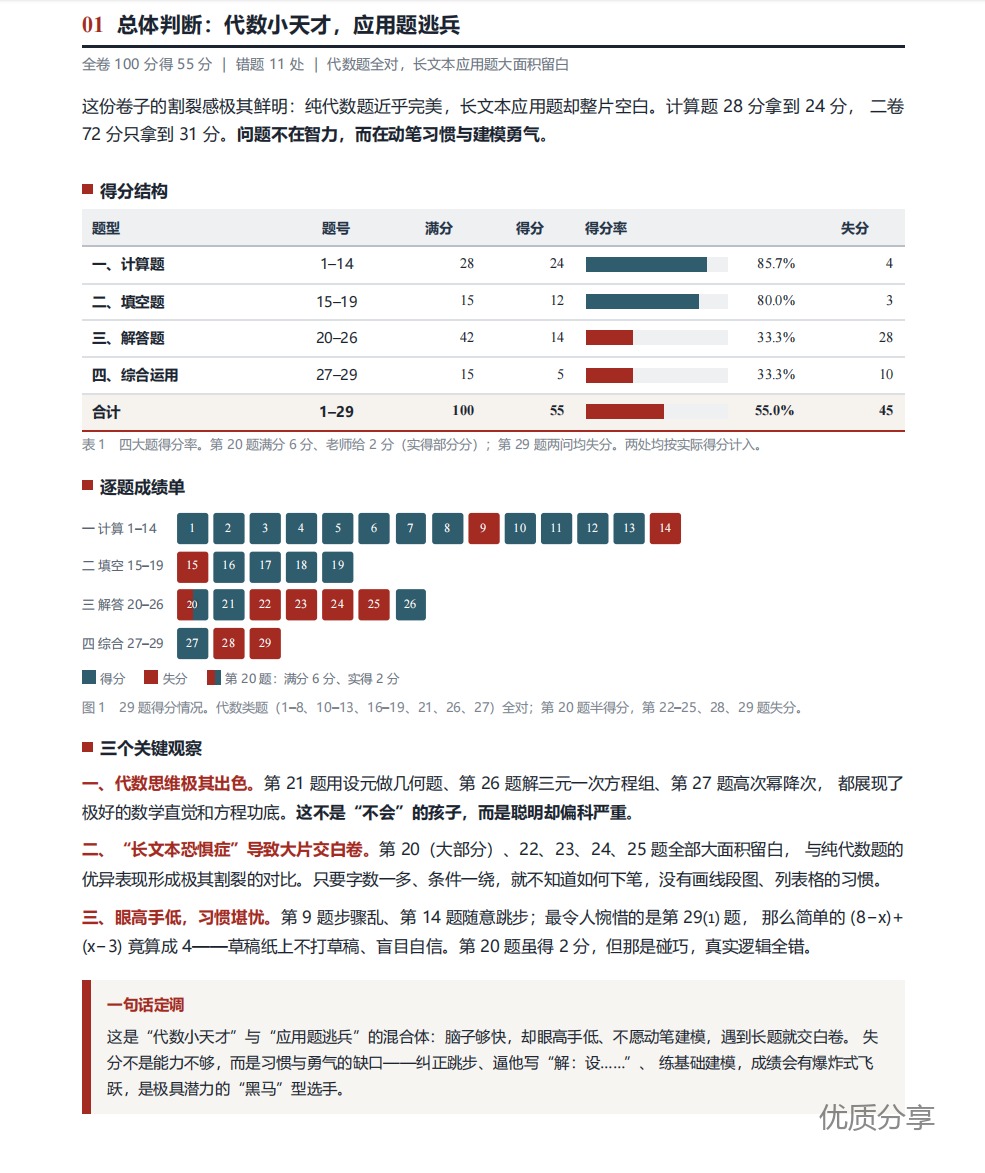 01 总体判断：代数小天才，应用题逃兵
全卷 100 分得 55 分 | 错题 11 处 | 代数题全对，长文本应用题大面积留白
这份卷子的割裂感极其鲜明：纯代数题近乎完美，长文本应用题却整片空白。计算题 28 分拿到 24 分， 二卷
72 分只拿到 31 分。问题不在智力，而在动笔习惯与建模勇气。
得分结构
题型 题号 满分 得分 得分率 失分
一、计算题 1–14 28 24 85.7% 4
二、填空题 15–19 15 12 80.0% 3
三、解答题 20–26 42 14 33.3% 28
四、综合运用 27–29 15 5 33.3% 10
合计 1–29 100 55 55.0% 45
表 1 四大题得分率。第 20 题满分 6 分、老师给 2 分（实得部分分）；第 29 题两问均失分。两处均按实际得分计入。
逐题成绩单
一 计算 1–14 1 2 3 4 5 6 7 8 9 10 11 12 13 14
二 填空 15–19 15 16 17 18 19
三 解答 20–26 20 21 22 23 24 25 26
四 综合 27–29 27 28 29
得分 失分 第 20 题：满分 6 分、实得 2 分
图 1 29 题得分情况。代数类题（1–8、10–13、16–19、21、26、27）全对；第 20 题半得分，第 22–25、28、29 题失分。
三个关键观察
一、代数思维极其出色。第 21 题用设元做几何题、第 26 题解三元一次方程组、第 27 题高次幂降次， 都展现了
极好的数学直觉和方程功底。这不是“不会”的孩子，而是聪明却偏科严重。
二、“长文本恐惧症”导致大片交白卷。第 20（大部分）、22、23、24、25 题全部大面积留白， 与纯代数题的
优异表现形成极其割裂的对比。只要字数一多、条件一绕，就不知道如何下笔，没有画线段图、列表格的习惯。
三、眼高手低，习惯堪忧。第 9 题步骤乱、第 14 题随意跳步；最令人惋惜的是第 29(1) 题， 那么简单的 (8−x)+
(x−3) 竟算成 4——草稿纸上不打草稿、盲目自信。第 20 题虽得 2 分，但那是碰巧，真实逻辑全错。
一句话定调
这是“代数小天才”与“应用题逃兵”的混合体：脑子够快，却眼高手低、不愿动笔建模，遇到长题就交白卷。 失
分不是能力不够，而是习惯与勇气的缺口——纠正跳步、逼他写“解：设……”、 练基础建模，成绩会有爆炸式飞
跃，是极具潜力的“黑马”型选手。
优质分享